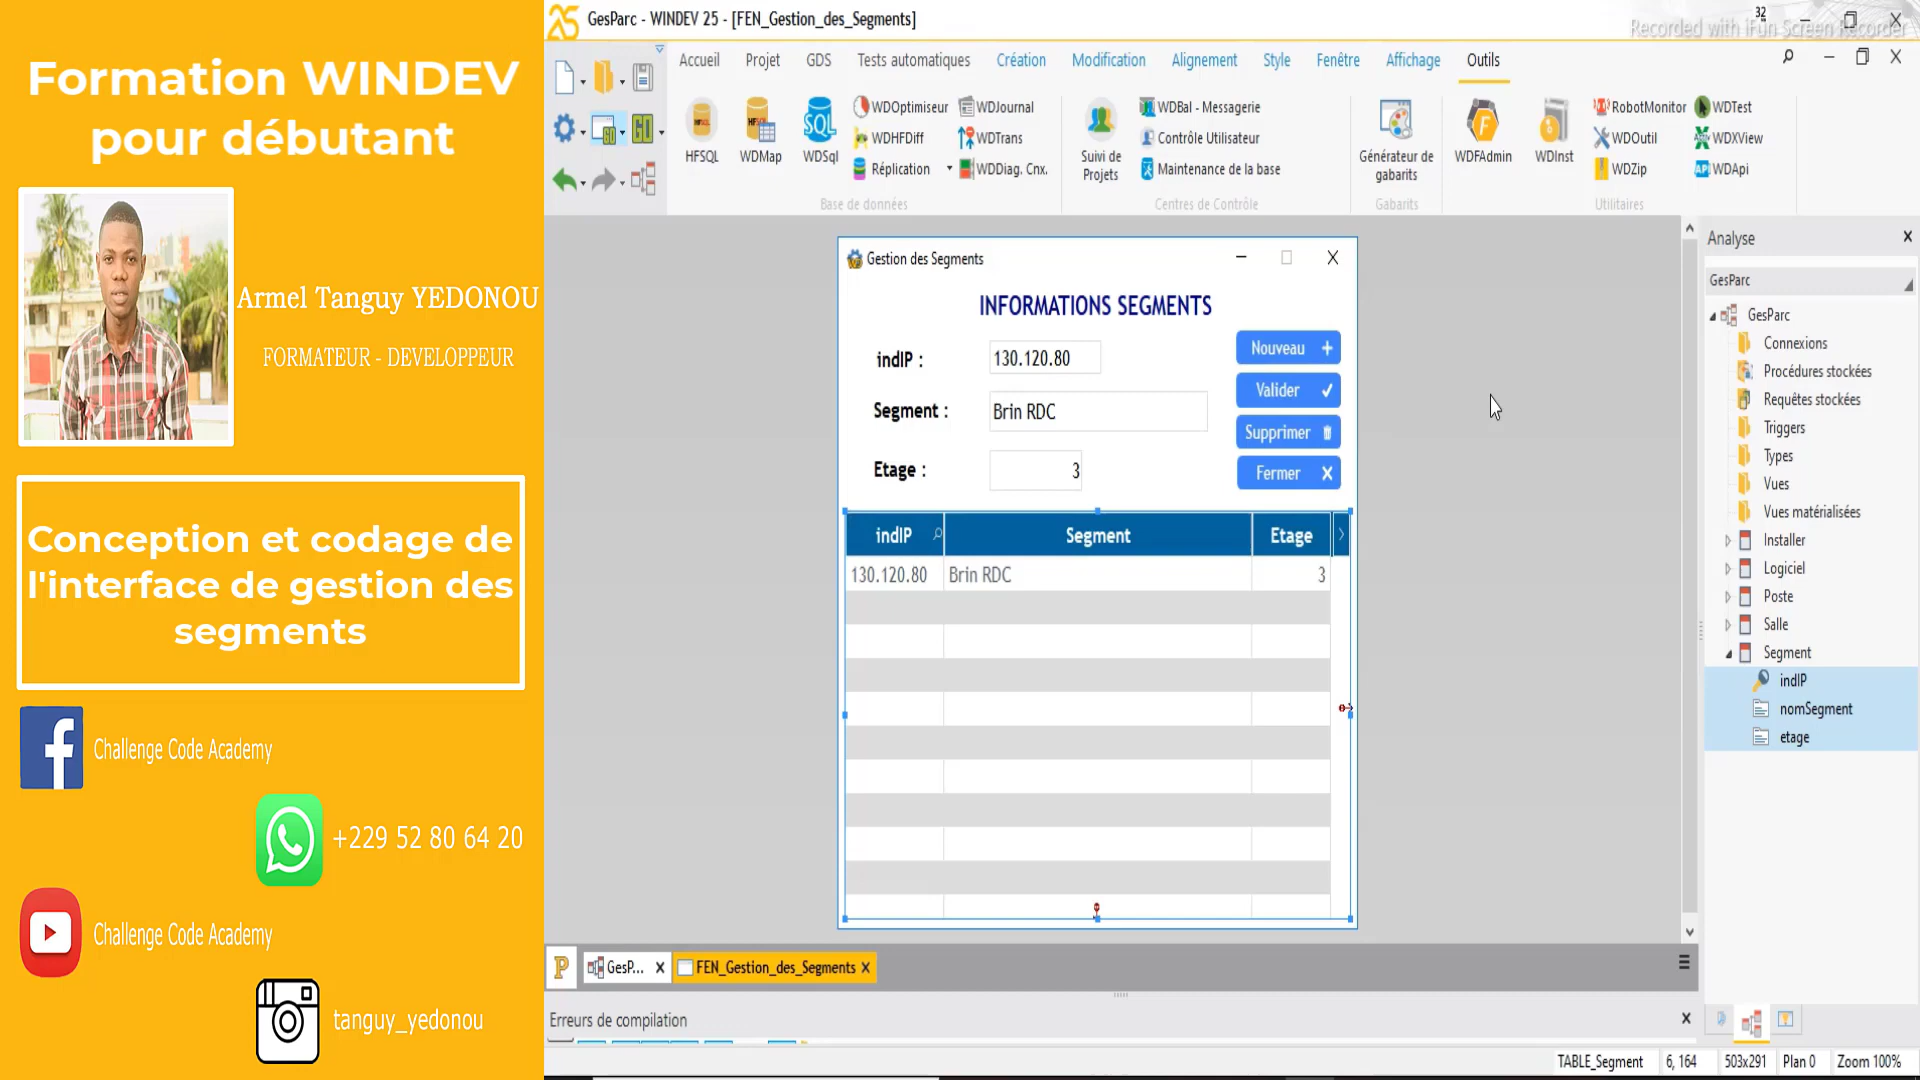 Formation WINDEV
pour débutant
Armel Tanguy YEDONOU
FORMATEUR - DEVELOPPEUR
Conception et codage de
l'interface de gestion des
segments
Challenge Code Academy
+229 52 80 64 20
Challenge Code Academy
tanguy_yedonou
25 GesParc - WINDEV 25 - [FEN_Gestion_des_Segments]
32
Recorded with iFun Screen Recorder
Accueil Projet GDS Tests automatiques Création Modification Alignement Style Fenêtre Affichage Outils
HFSQL
WDMap
WDSql
WDOptimiseur
WDHFDiff
Réplication
WDJournal
WDTrans
WDDiag. Cnx.
Base de données
Suivi de
Projets
WDBal - Messagerie
Contrôle Utilisateur
Maintenance de la base
Centres de Contrôle
Générateur de
gabarits
Gabarits
WDFAdmin
WDInst
RobotMonitor
WDOutil
WDZip
WDTest
WDXView
WDApi
Utilitaires
Gestion des Segments
INFORMATIONS SEGMENTS
indIP : 130.120.80
Segment : Brin RDC
Etage : 3
Nouveau
Valider
Supprimer
Fermer
indIP Segment Etage
130.120.80 Brin RDC 3
Analyse
GesParc
GesParc
Connexions
Procédures stockées
Requêtes stockées
Triggers
Types
Vues
Vues matérialisées
Installer
Logiciel
Poste
Salle
Segment
indIP
nomSegment
etage
GesP... FEN_Gestion_des_Segments
Erreurs de compilation
TABLE_Segment 6, 164 503x291 Plan 0 Zoom 100%